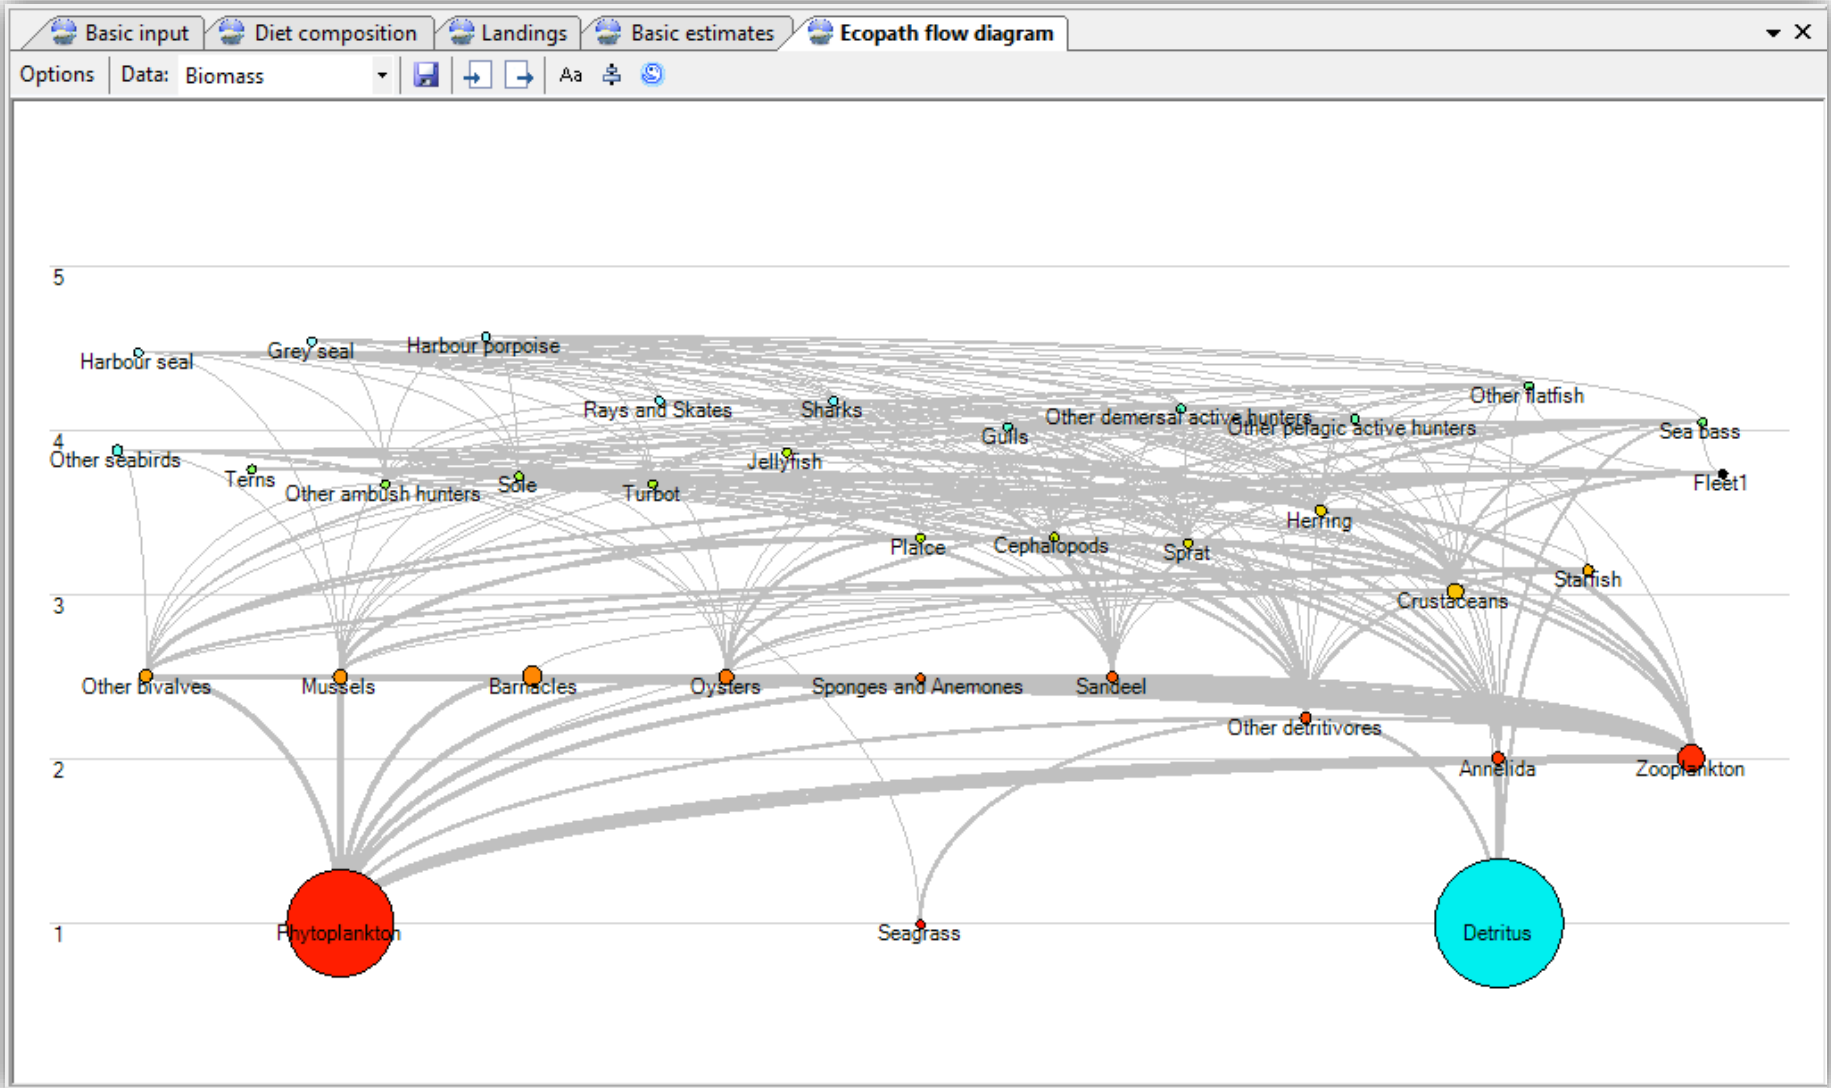 Basic input
Diet composition
Landings
Basic estimates
Ecopath flow diagram
Options
Data:
Biomass
Aa
5
Harbour seal
Grey seal
Harbour porpoise
Rays and Skates
Sharks
Other flatfish
Other demersal active hunters
Other pelagic active hunters
Gulls
Sea bass
4
Other seabirds
Terns
Other ambush hunters
Sole
Turbot
Jellyfish
Fleet1
Herring
Plaice
Cephalopods
Sprat
Starfish
3
Crustaceans
Other bivalves
Mussels
Barnacles
Oysters
Sponges and Anemones
Sandeel
Other detritivores
2
Annelida
Zooplankton
1
Phytoplankton
Seagrass
Detritus